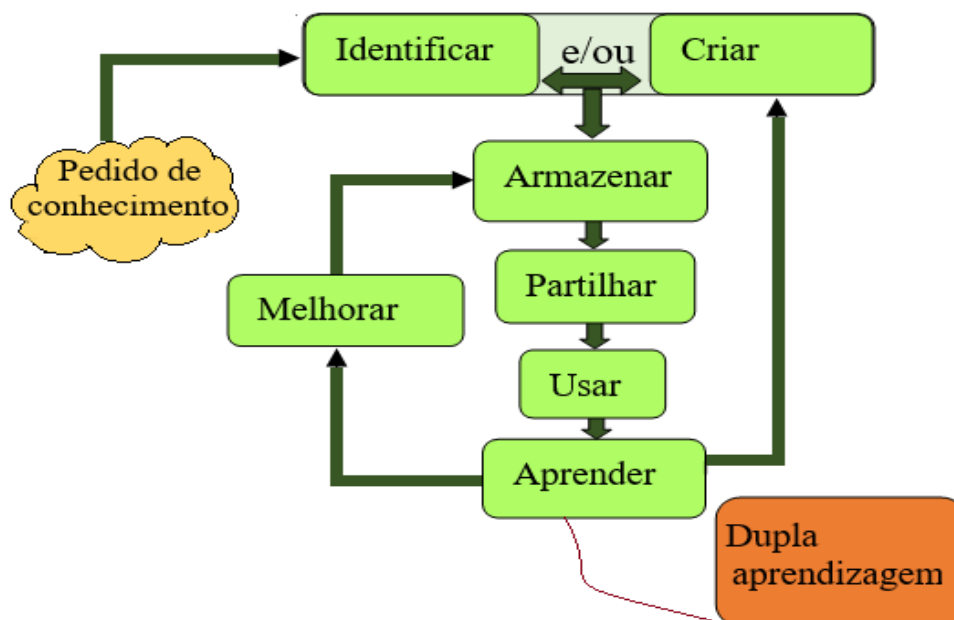 Identificar
e/ou
Criar
Pedido de
conhecimento
Armazenar
Partilhar
Melhorar
Usar
Aprender
Dupla
aprendizagem